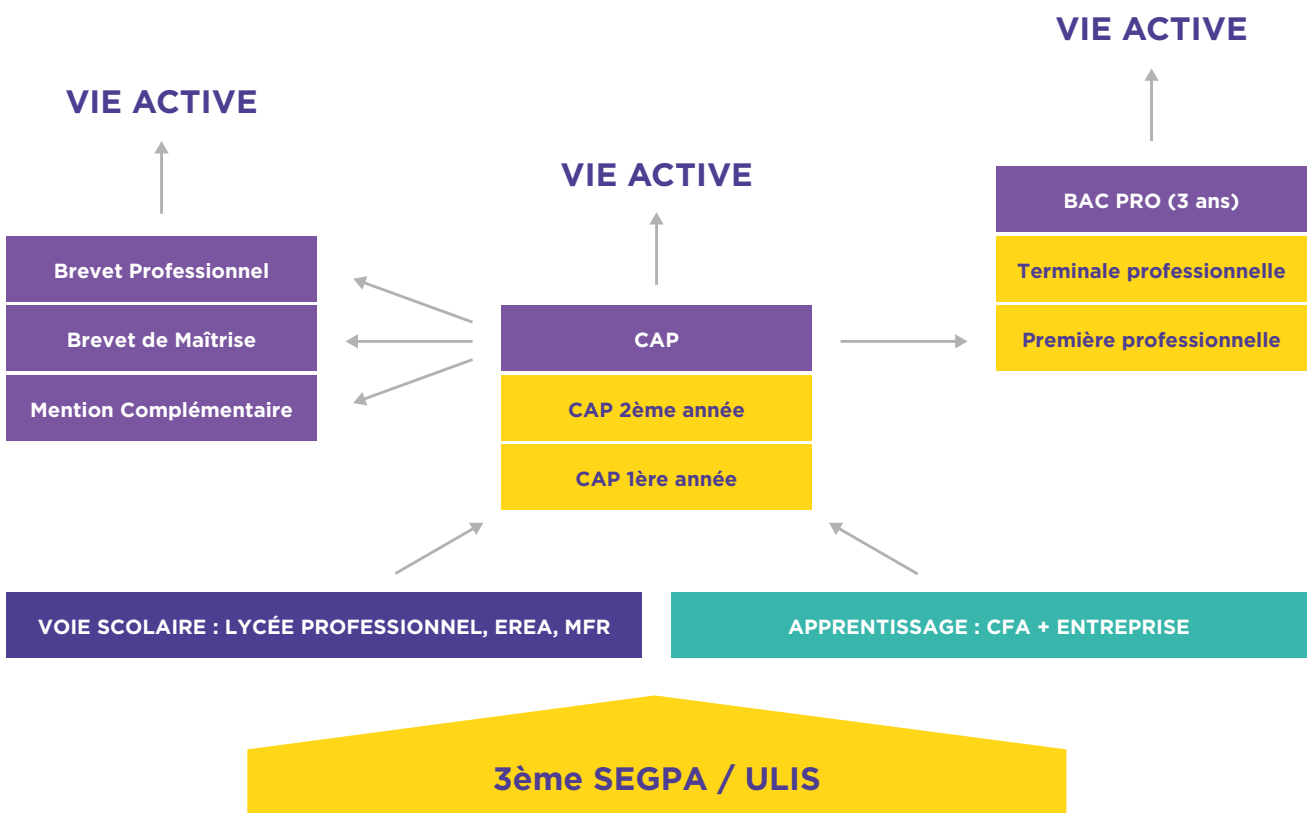 VIE ACTIVE
VIE ACTIVE
VIE ACTIVE
BAC PRO (3 ans)
Brevet Professionnel
Terminale professionnelle
Brevet de Maîtrise
CAP
Première professionnelle
Mention Complémentaire
CAP 2ème année
CAP 1ère année
VOIE SCOLAIRE : LYCÉE PROFESSIONNEL, EREA, MFR
APPRENTISSAGE : CFA + ENTREPRISE
3ème SEGPA / ULIS